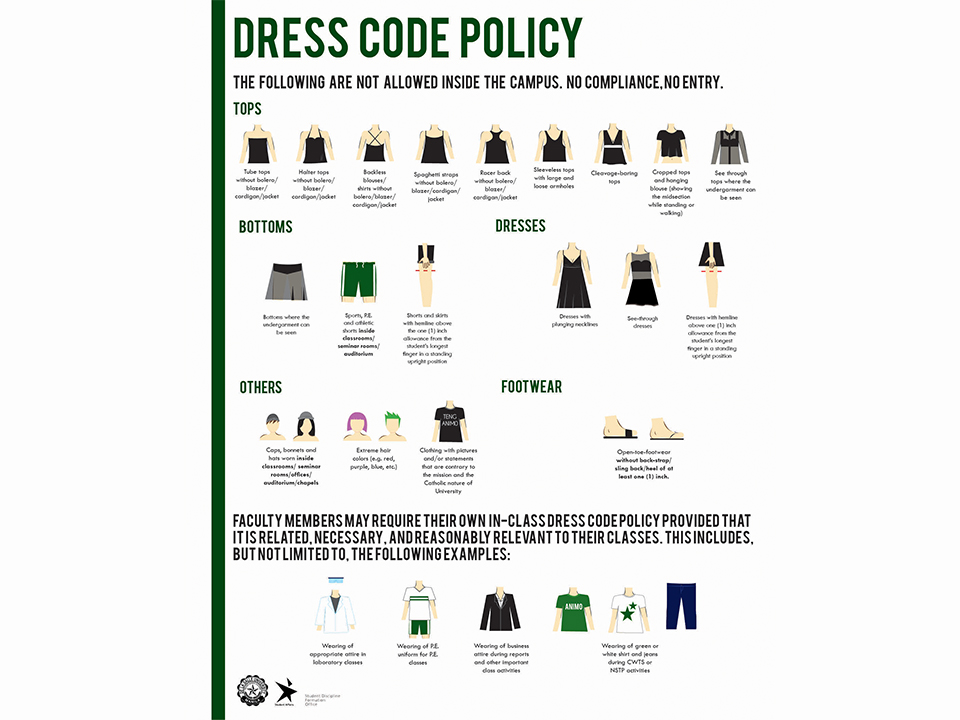 DRESS CODE POLICY
THE FOLLOWING ARE NOT ALLOWED INSIDE THE CAMPUS. NO COMPLIANCE, NO ENTRY.
TOPS
Tube tops
without bolero/
blazer/
cardigan/jacket
Halter tops
without bolero/
blazer/
cardigan/jacket
Backless
blouses/
shirts without
bolero/blazer/
cardigan/jacket
Spaghetti straps
without bolero/
blazer/cardigan/
jacket
Racer back
without bolero/
blazer/
cardigan/jacket
Sleeveless tops
with large and
loose armholes
Cleavage-baring
tops
Cropped tops
and hanging
blouse (showing
the midsection
while standing or
walking)
See through
tops where the
undergarment can
be seen
BOTTOMS
Bottoms where the
undergarment can
be seen
Sports, P.E.
and athletic
shorts inside
classrooms/
seminar rooms/
auditorium
Shorts and skirts
with hemline above
the one (1) inch
allowance from the
student's longest
finger in a standing
upright position
DRESSES
Dresses with
plunging necklines
See-through
dresses
Dresses with hemline
above one (1) inch
allowance from the
student's longest
finger in a standing
upright position
OTHERS
Caps, bonnets and
hats worn inside
classrooms/ seminar
rooms/offices/
auditorium/chapels
Extreme hair
colors (e.g. red,
purple, blue, etc.)
TENG
ANIMO
Clothing with pictures
and/or statements
that are contrary to
the mission and the
Catholic nature of
University
FOOTWEAR
Open-toe-footwear
without back-strap/
sling back/heel of at
least one (1) inch.
FACULTY MEMBERS MAY REQUIRE THEIR OWN IN-CLASS DRESS CODE POLICY PROVIDED THAT
IT IS RELATED, NECESSARY, AND REASONABLY RELEVANT TO THEIR CLASSES. THIS INCLUDES,
BUT NOT LIMITED TO, THE FOLLOWING EXAMPLES:
Wearing of
appropriate attire in
laboratory classes
Wearing of P.E.
uniform for P.E.
classes
Wearing of business
attire during reports
and other important
class activities
ANIMO
Wearing of green or
white shirt and jeans
during CWTS or
NSTP activities
Student Affairs
Student Discipline
Formation
Office